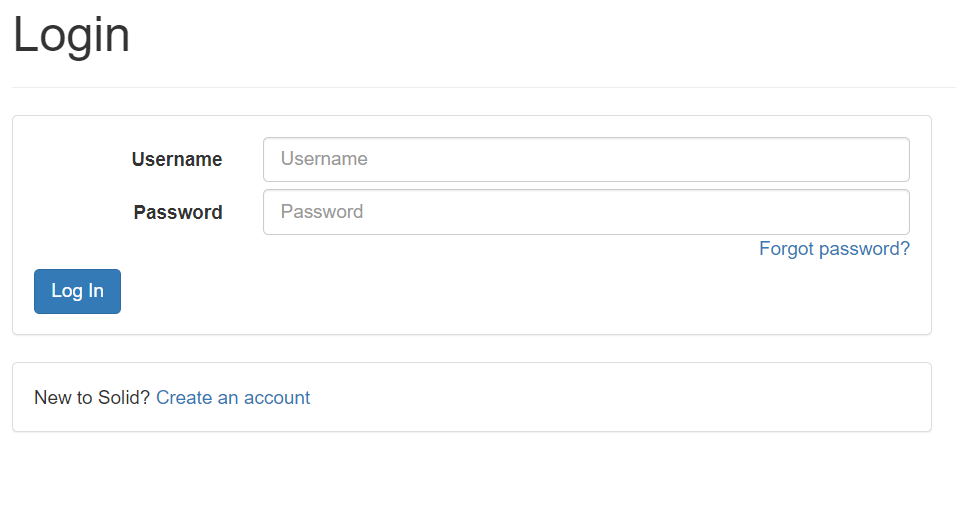 Login
Username Username
Password Password
Forgot password?
Log In
New to Solid? Create an account